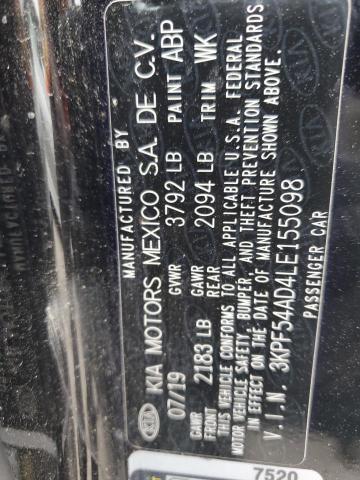 MANUFACTURED BY
KIA KIA MOTORS MEXICO S.A. DE C.V.
07/19 GVWR 3792 LB PAINT ABP
GAWR FRONT 2183 LB GAWR REAR 2094 LB TRIM WK
THIS VEHICLE CONFORMS TO ALL APPLICABLE U.S.A. FEDERAL
MOTOR VEHICLE SAFETY, BUMPER, AND THEFT PREVENTION STANDARDS
IN EFFECT ON THE DATE OF MANUFACTURE SHOWN ABOVE.
V.I.N. 3KPF54AD4LE155098
PASSENGER CAR
7520